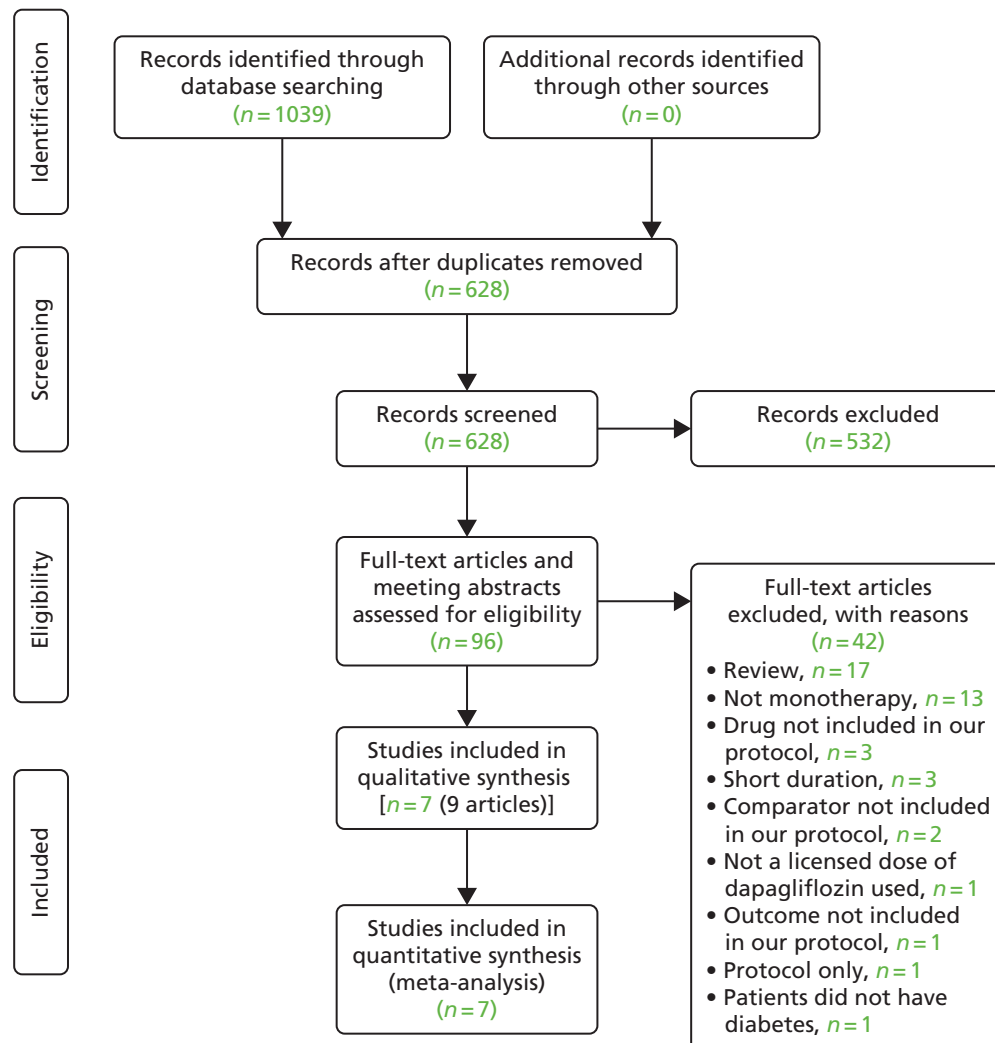 Identification
Records identified through
database searching
(n = 1039)
Additional records identified
through other sources
(n = 0)
Screening
Records after duplicates removed
(n = 628)
Records screened
(n = 628)
Records excluded
(n = 532)
Eligibility
Full-text articles and
meeting abstracts
assessed for eligibility
(n = 96)
Full-text articles
excluded, with reasons
(n = 42)
• Review, n = 17
• Not monotherapy, n = 13
• Drug not included in our
protocol, n = 3
• Short duration, n = 3
• Comparator not included
in our protocol, n = 2
• Not a licensed dose of
dapagliflozin used, n = 1
• Outcome not included
in our protocol, n = 1
• Protocol only, n = 1
• Patients did not have
diabetes, n = 1
Included
Studies included in
qualitative synthesis
[n = 7 (9 articles)]
Studies included in
quantitative synthesis
(meta-analysis)
(n = 7)